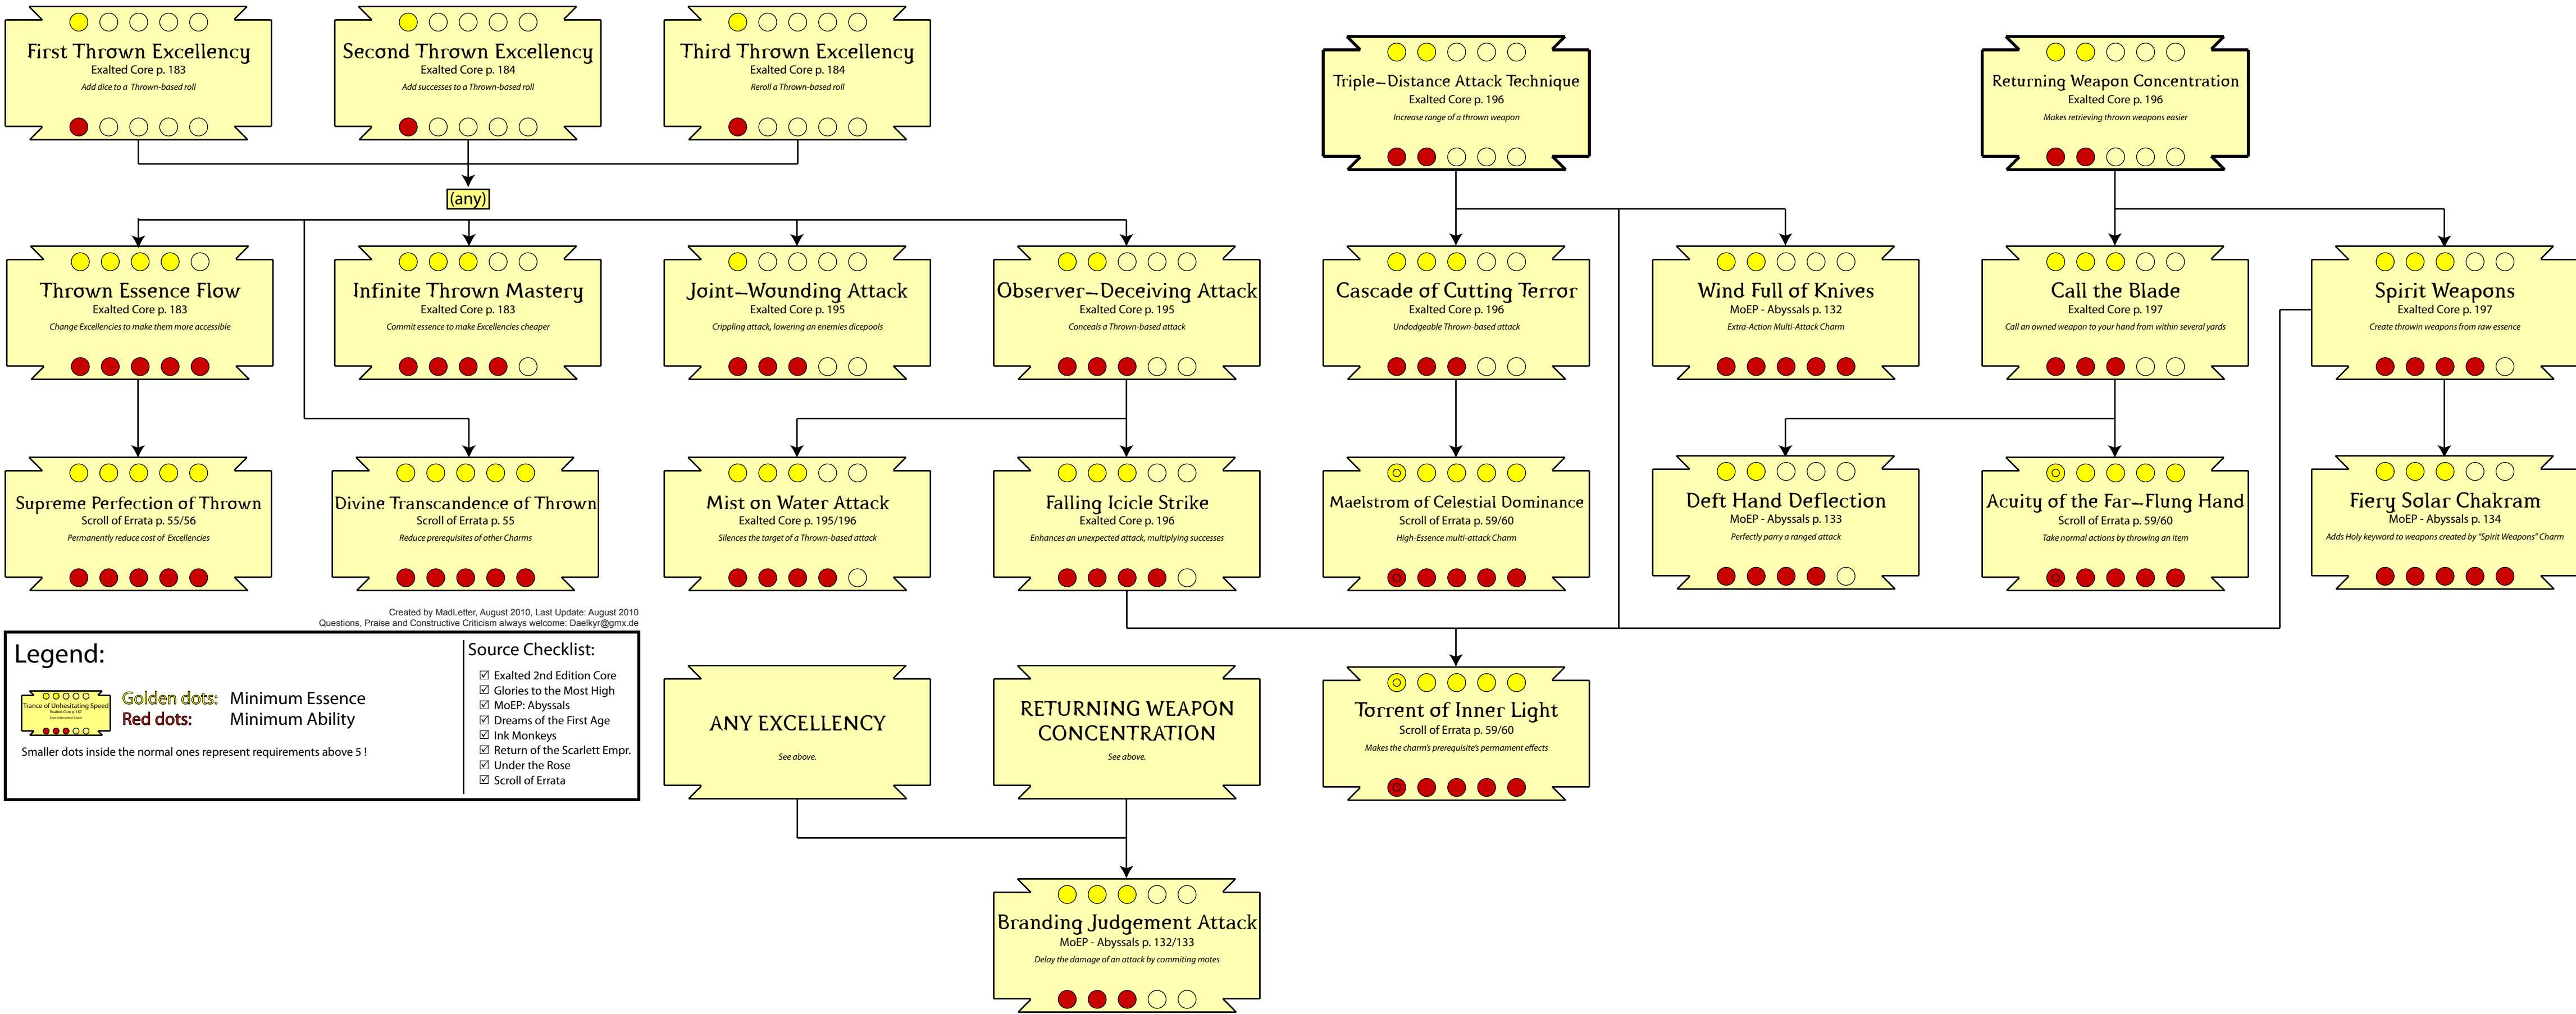 First Thrown Excellency
Exalted Core p. 183
Add dice to a Thrown-based roll
Second Thrown Excellency
Exalted Core p. 184
Add successes to a Thrown-based roll
Third Thrown Excellency
Exalted Core p. 184
Reroll a Thrown-based roll
Triple-Distance Attack Technique
Exalted Core p. 196
Increase range of a thrown weapon
Returning Weapon Concentration
Exalted Core p. 196
Makes retrieving thrown weapons easier
(any)
Thrown Essence Flow
Exalted Core p. 183
Change Excellencies to make them more accessible
Infinite Thrown Mastery
Exalted Core p. 183
Commit essence to make Excellencies cheaper
Joint-Wounding Attack
Exalted Core p. 195
Crippling attack, lowering an enemies dicepools
Observer-Deceiving Attack
Exalted Core p. 195
Conceals a Thrown-based attack
Cascade of Cutting Terror
Exalted Core p. 196
Undodgeable Thrown-based attack
Wind Full of Knives
MoEP - Abyssals p. 132
Extra-Action Multi-Attack Charm
Call the Blade
Exalted Core p. 197
Call an owned weapon to your hand from within several yards
Spirit Weapons
Exalted Core p. 197
Create throwin weapons from raw essence
Supreme Perfection of Thrown
Scroll of Errata p. 55/56
Permanently reduce cost of Excellencies
Divine Transcandence of Thrown
Scroll of Errata p. 55
Reduce prerequisites of other Charms
Mist on Water Attack
Exalted Core p. 195/196
Silences the target of a Thrown-based attack
Falling Icicle Strike
Exalted Core p. 196
Enhances an unexpected attack, multiplying successes
Maelstrom of Celestial Dominance
Scroll of Errata p. 59/60
High-Essence multi-attack Charm
Deft Hand Deflection
MoEP - Abyssals p. 133
Perfectly parry a ranged attack
Acuity of the Far-Flung Hand
Scroll of Errata p. 59/60
Take normal actions by throwing an item
Fiery Solar Chakram
MoEP - Abyssals p. 134
Adds Holy keyword to weapons created by "Spirit Weapons" Charm
Created by MadLetter, August 2010, Last Update: August 2010
Questions, Praise and Constructive Criticism always welcome: Daelkyr@gmx.de
Legend:
Trance of Unhesitating Speed
Exalted Core p. 187
Extra-Action Attack Charm
Golden dots: Minimum Essence
Red dots: Minimum Ability
Smaller dots inside the normal ones represent requirements above 5 !
Source Checklist:
☑ Exalted 2nd Edition Core
☑ Glories to the Most High
☑ MoEP: Abyssals
☑ Dreams of the First Age
☑ Ink Monkeys
☑ Return of the Scarlett Empr.
☑ Under the Rose
☑ Scroll of Errata
ANY EXCELLENCY
See above.
RETURNING WEAPON
CONCENTRATION
See above.
Torrent of Inner Light
Scroll of Errata p. 59/60
Makes the charm's prerequisite's permament effects
Branding Judgement Attack
MoEP - Abyssals p. 132/133
Delay the damage of an attack by commiting motes